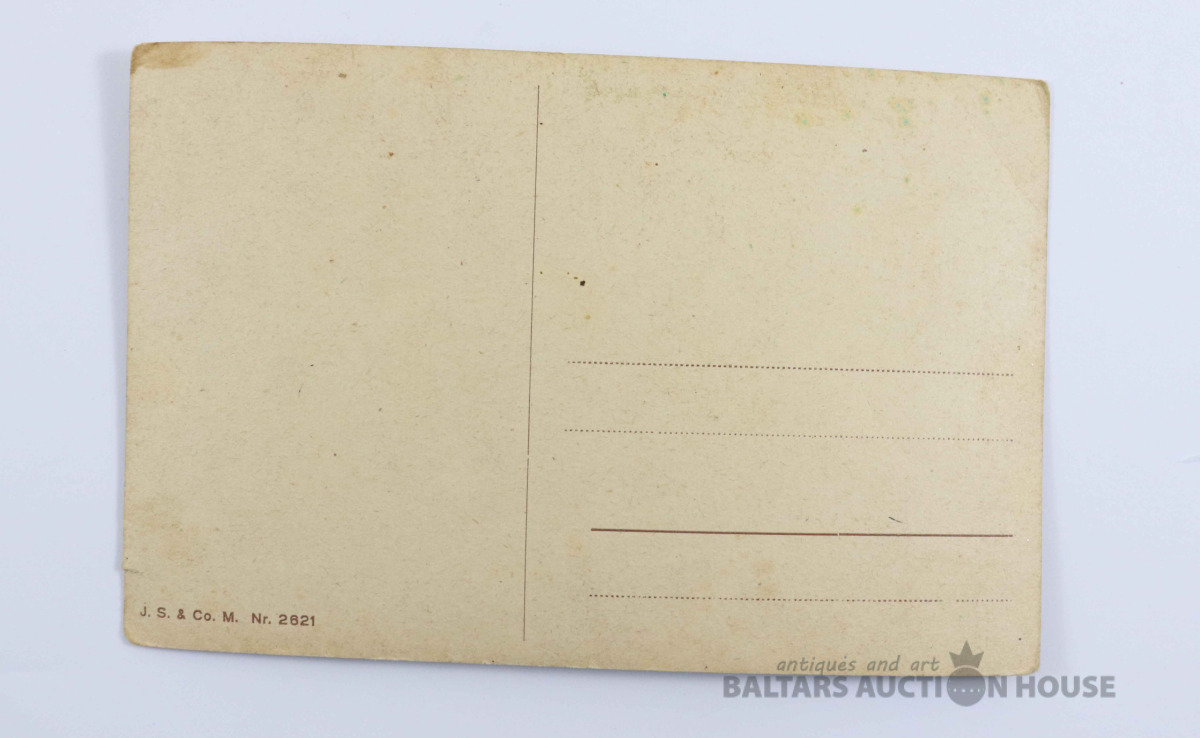 J. S. & Co. M. Nr. 2621
antiques and art
BALTARS AUCTION HOUSE